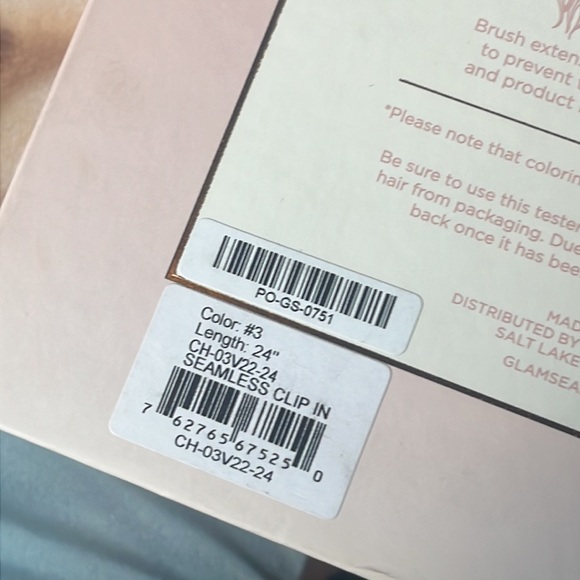 Brush
to prevent
and product
*Please note that
Be sure to use this tester
hair from packaging. Due
back once it has
DISTRIBUTED BY
SALT LAKE
PO-GS-0751
Color: #3
Length: 24"
CH-03V22-24
SEAMLESS CLIP IN
7 62765 67525 0
CH-03V22-24